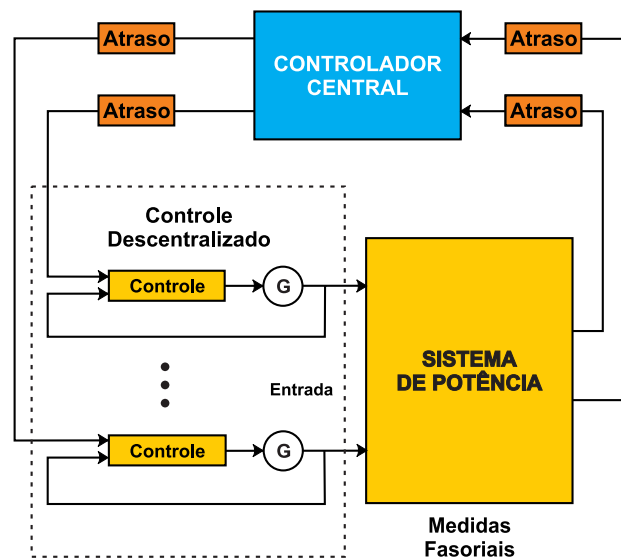 Atraso
Atraso
CONTROLADOR
CENTRAL
Atraso
Atraso
Controle
Descentralizado
Controle
G
SISTEMA
DE POTÊNCIA
Entrada
Controle
G
Medidas
Fasoriais